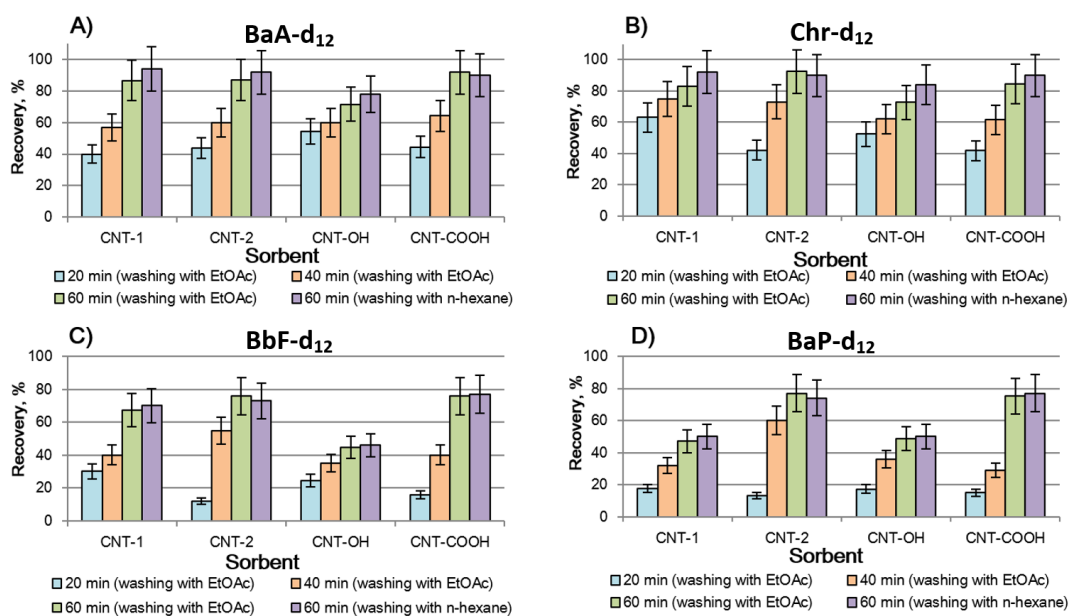 A)
BaA-d₁₂
Recovery, %
100
80
60
40
20
0
CNT-1 CNT-2 CNT-OH CNT-COOH
Sorbent
20 min (washing with EtOAc) 40 min (washing with EtOAc)
60 min (washing with EtOAc) 60 min (washing with n-hexane)
B)
Chr-d₁₂
Recovery, %
100
80
60
40
20
0
CNT-1 CNT-2 CNT-OH CNT-COOH
Sorbent
20 min (washing with EtOAc) 40 min (washing with EtOAc)
60 min (washing with EtOAc) 60 min (washing with n-hexane)
C)
BbF-d₁₂
Recovery, %
100
80
60
40
20
0
CNT-1 CNT-2 CNT-OH CNT-COOH
Sorbent
20 min (washing with EtOAc) 40 min (washing with EtOAc)
60 min (washing with EtOAc) 60 min (washing with n-hexane)
D)
BaP-d₁₂
Recovery, %
100
80
60
40
20
0
CNT-1 CNT-2 CNT-OH CNT-COOH
Sorbent
20 min (washing with EtOAc) 40 min (washing with EtOAc)
60 min (washing with EtOAc) 60 min (washing with n-hexane)